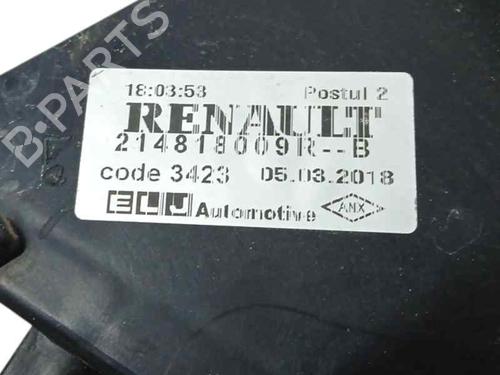 B-PARTS
18:03:53 Postul 2
RENAULT
214818009R--B
code 3423 05.03.2018
ELJ Automotive ANX